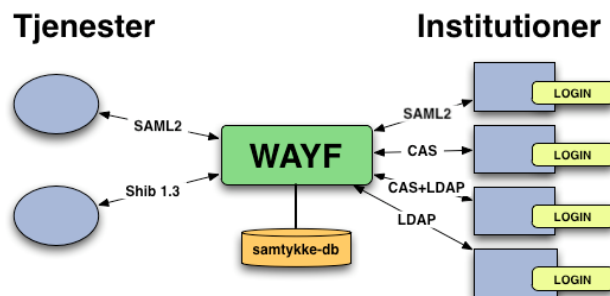 Tjenester
Institutioner
SAML2
Shib 1.3
WAYF
samtykke-db
SAML2
CAS
CAS+LDAP
LDAP
LOGIN
LOGIN
LOGIN
LOGIN